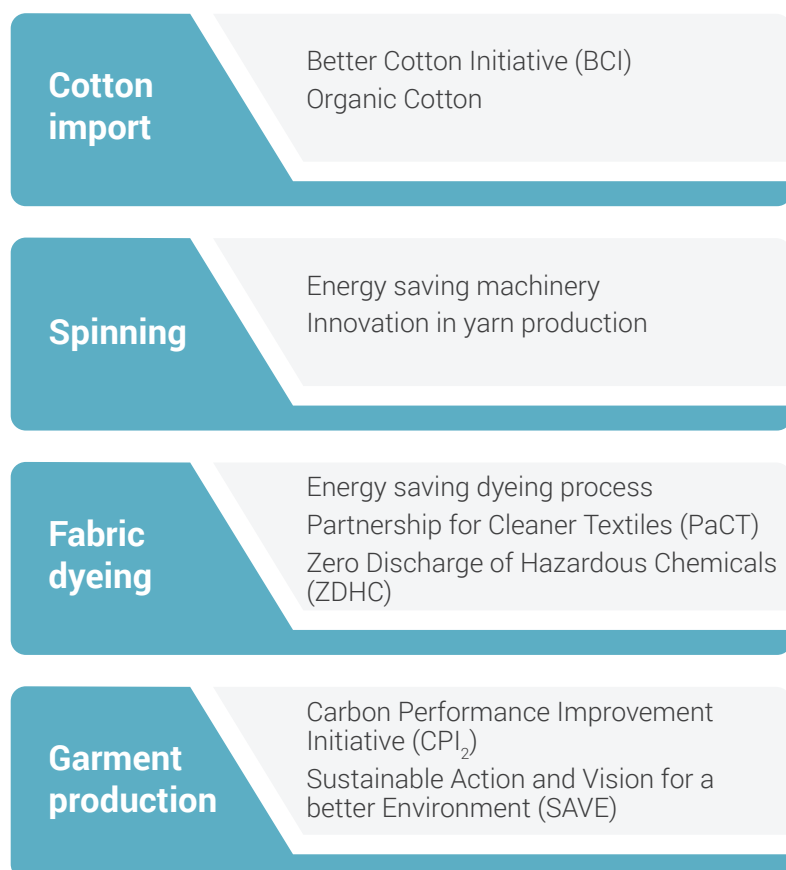 Cotton
import
Better Cotton Initiative (BCI)
Organic Cotton
Spinning
Energy saving machinery
Innovation in yarn production
Fabric
dyeing
Energy saving dyeing process
Partnership for Cleaner Textiles (PaCT)
Zero Discharge of Hazardous Chemicals
(ZDHC)
Garment
production
Carbon Performance Improvement
Initiative (CPI₂)
Sustainable Action and Vision for a
better Environment (SAVE)